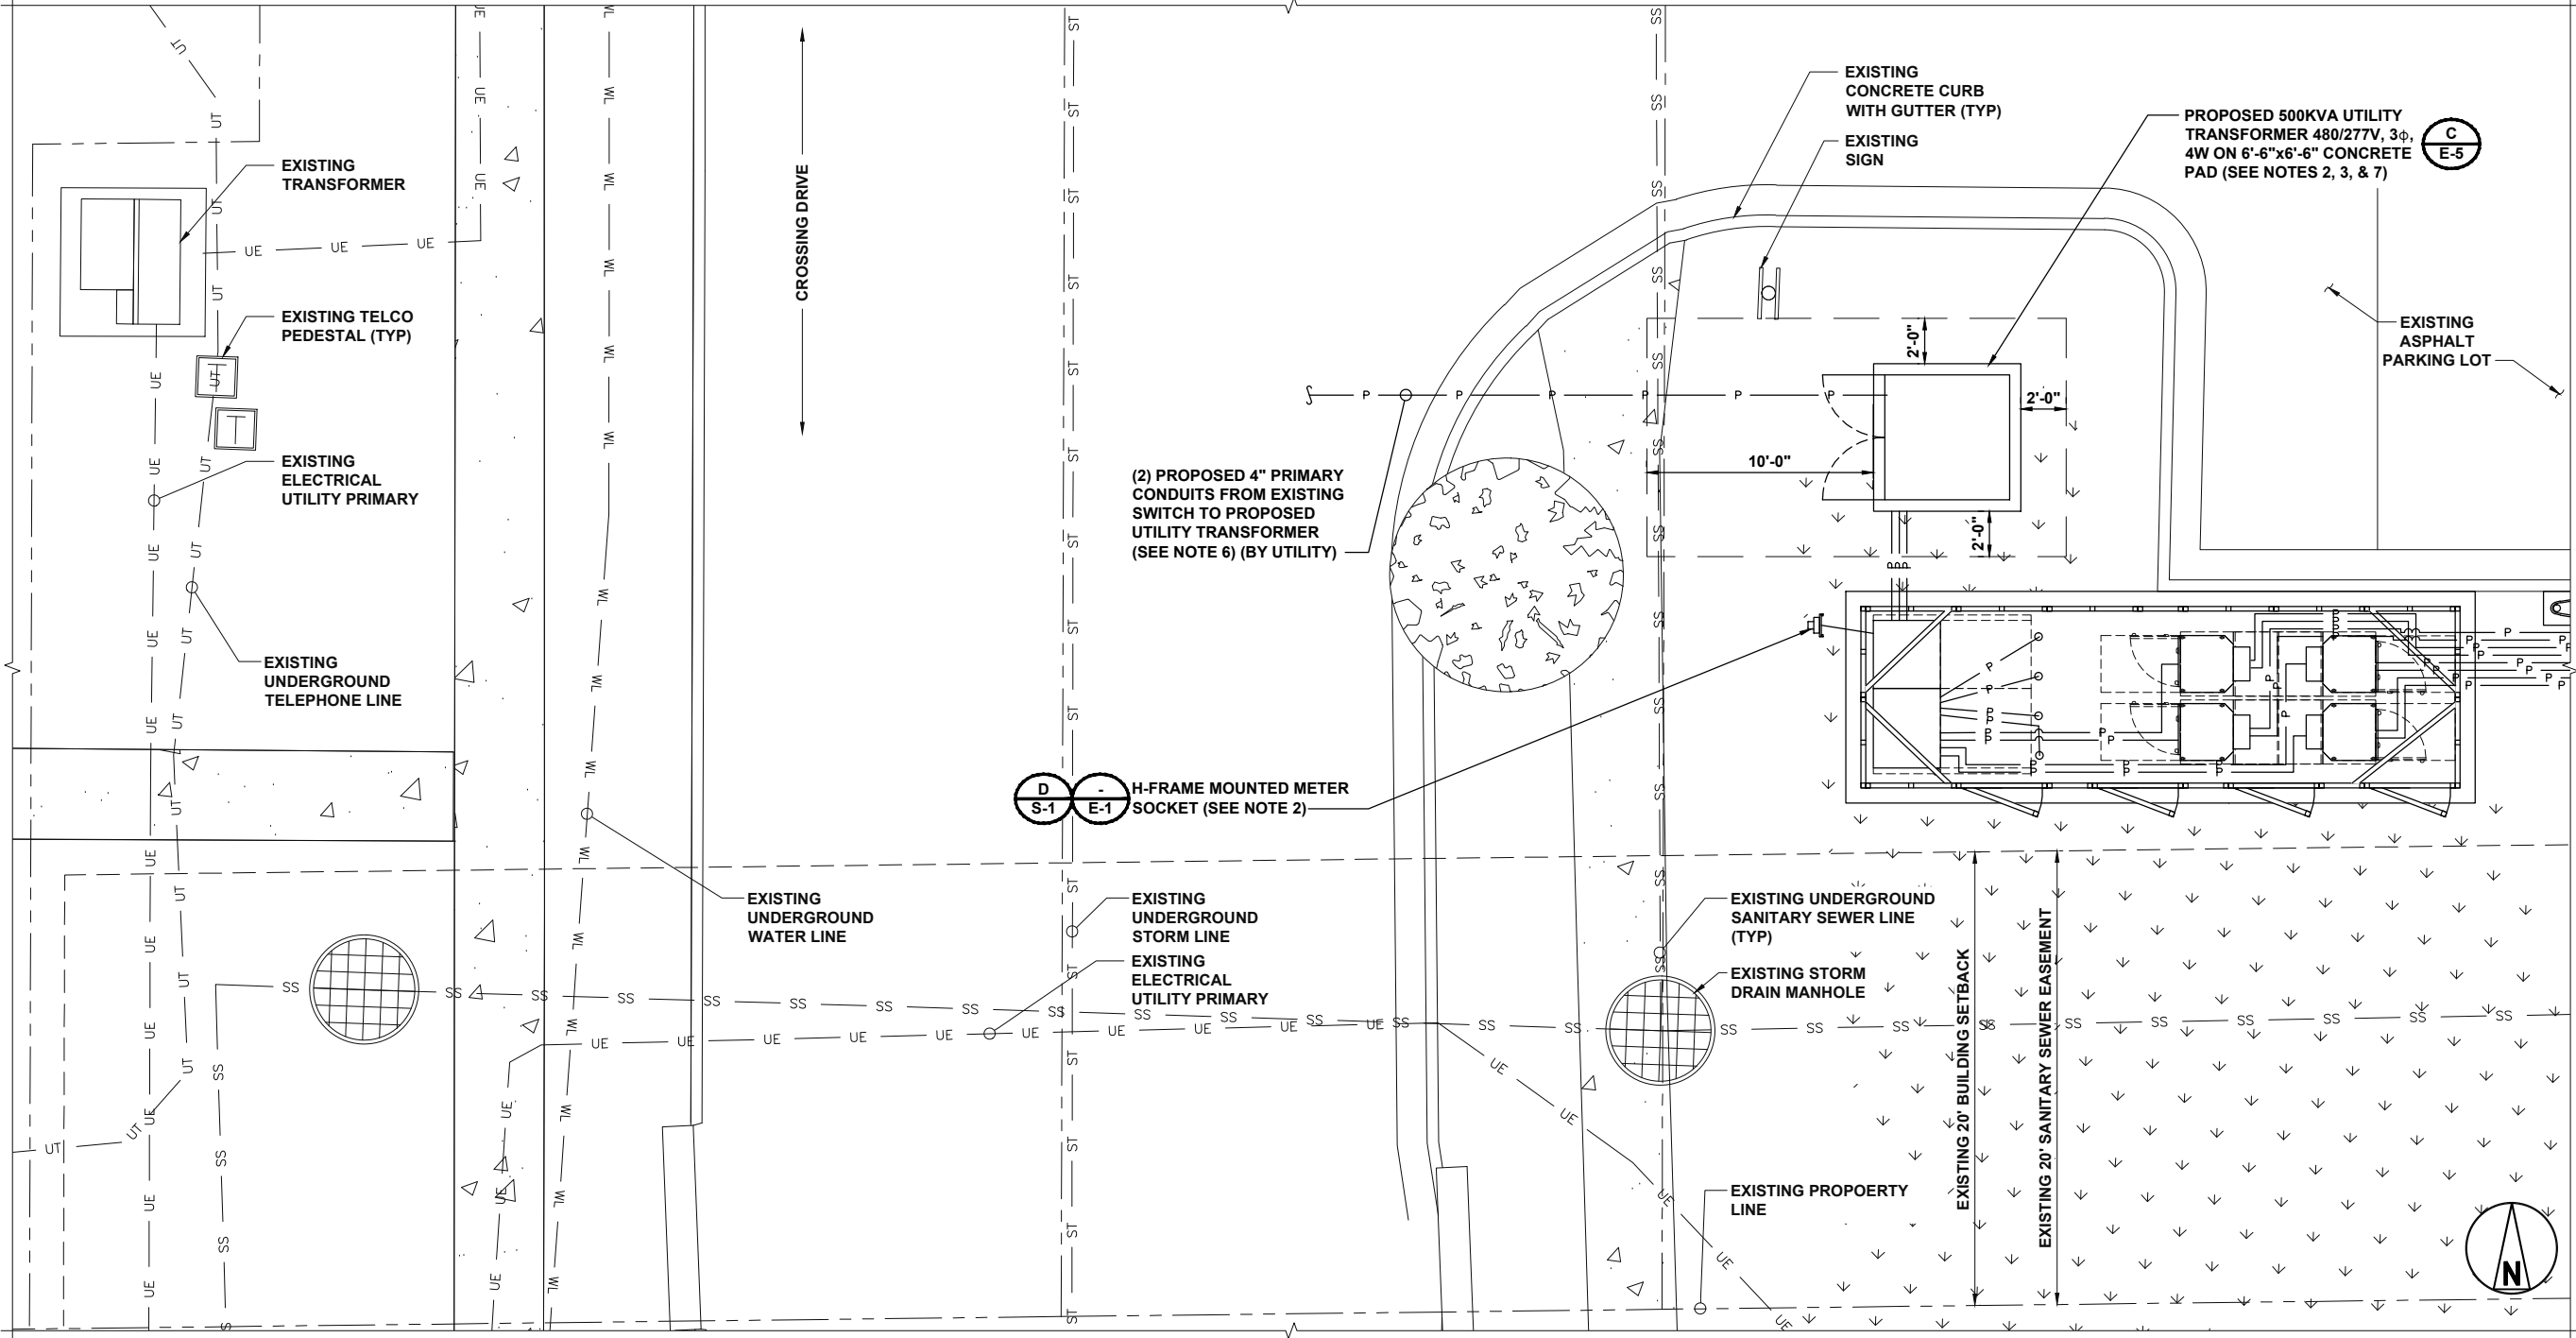 EXISTING
CONCRETE CURB
WITH GUTTER (TYP)
EXISTING
SIGN
PROPOSED 500KVA UTILITY
TRANSFORMER 480/277V, 3ϕ,
4W ON 6'-6"x6'-6" CONCRETE
PAD (SEE NOTES 2, 3, & 7)
C
E-5
EXISTING
TRANSFORMER
CROSSING DRIVE
EXISTING TELCO
PEDESTAL (TYP)
EXISTING
ASPHALT
PARKING LOT
2'-0"
2'-0"
10'-0"
2'-0"
EXISTING
ELECTRICAL
UTILITY PRIMARY
(2) PROPOSED 4" PRIMARY
CONDUITS FROM EXISTING
SWITCH TO PROPOSED
UTILITY TRANSFORMER
(SEE NOTE 6) (BY UTILITY)
EXISTING
UNDERGROUND
TELEPHONE LINE
D
S-1
-
E-1
H-FRAME MOUNTED METER
SOCKET (SEE NOTE 2)
EXISTING
UNDERGROUND
WATER LINE
EXISTING
UNDERGROUND
STORM LINE
EXISTING
ELECTRICAL
UTILITY PRIMARY
EXISTING UNDERGROUND
SANITARY SEWER LINE
(TYP)
EXISTING STORM
DRAIN MANHOLE
EXISTING 20' BUILDING SETBACK
EXISTING 20' SANITARY SEWER EASEMENT
EXISTING PROPOERTY
LINE
N
UT
UE
WL
ST
SS
P
T